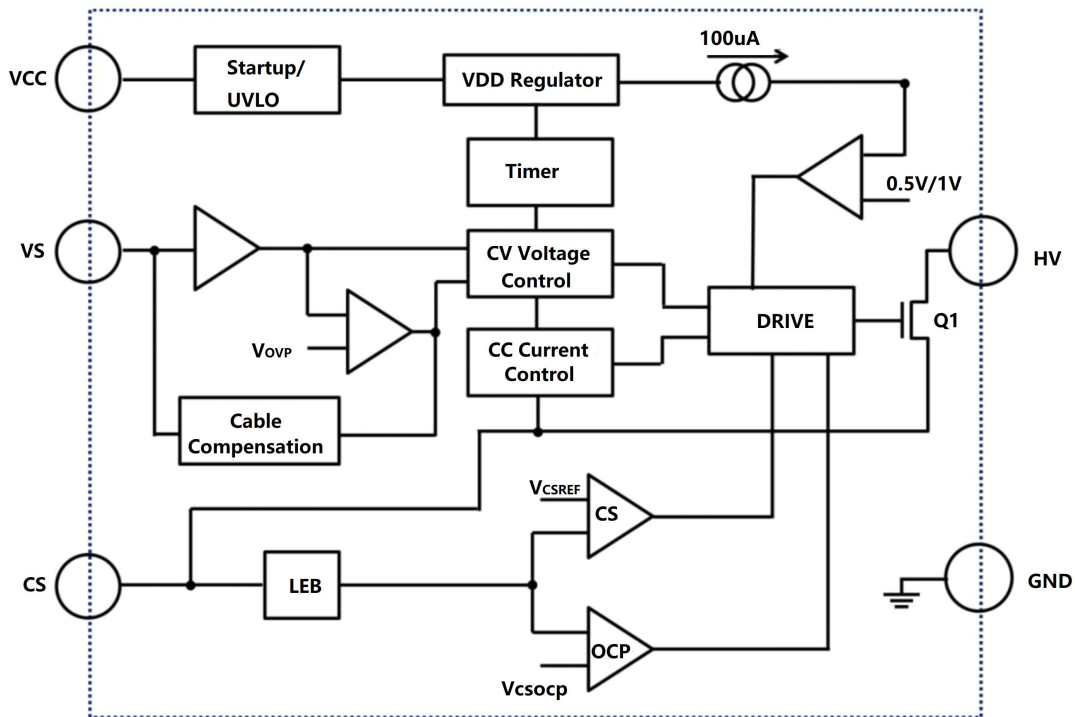 100uA
VCC
Startup/
UVLO
VDD Regulator
Timer
0.5V/1V
VS
CV Voltage
Control
HV
DRIVE
Q1
VOVP
CC Current
Control
Cable
Compensation
VCSREF
CS
CS
LEB
GND
OCP
Vcsocp